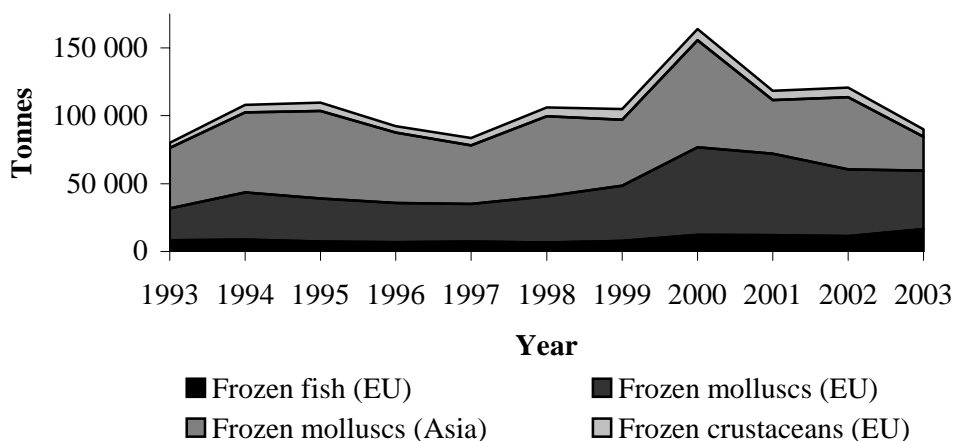 Tonnes
150 000
100 000
50 000
0
1993 1994 1995 1996 1997 1998 1999 2000 2001 2002 2003
Year
Frozen fish (EU) Frozen molluscs (EU)
Frozen molluscs (Asia) Frozen crustaceans (EU)